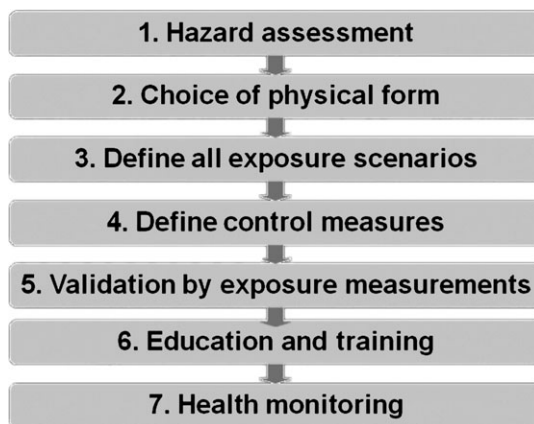 1. Hazard assessment
2. Choice of physical form
3. Define all exposure scenarios
4. Define control measures
5. Validation by exposure measurements
6. Education and training
7. Health monitoring